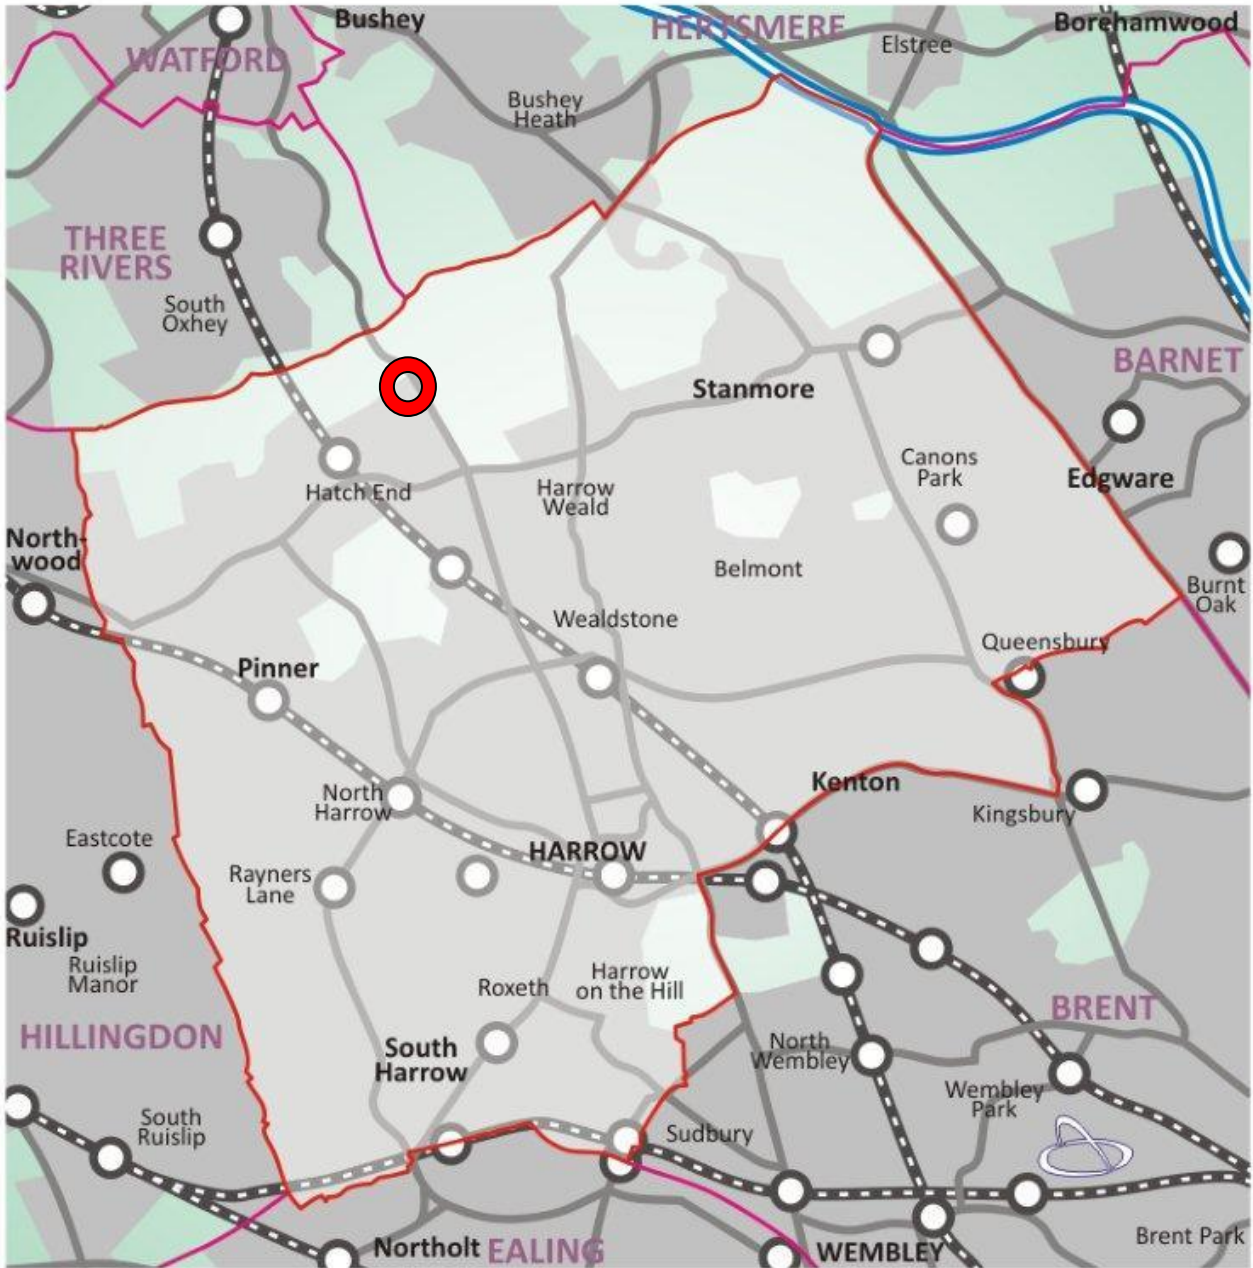 Bushey
HERTSMERE
Borehamwood
WATFORD
Elstree
Bushey
Heath
THREE
RIVERS
South
Oxhey
BARNET
Stanmore
Canons
Park
Edgware
Hatch End
Harrow
Weald
North-
wood
Belmont
Burnt
Oak
Wealdstone
Queensbury
Pinner
Kenton
North
Harrow
Kingsbury
Eastcote
HARROW
Rayners
Lane
Ruislip
Ruislip
Manor
Roxeth
Harrow
on the Hill
BRENT
HILLINGDON
South
Harrow
North
Wembley
Wembley
Park
South
Ruislip
Sudbury
Brent Park
Northolt
EALING
WEMBLEY